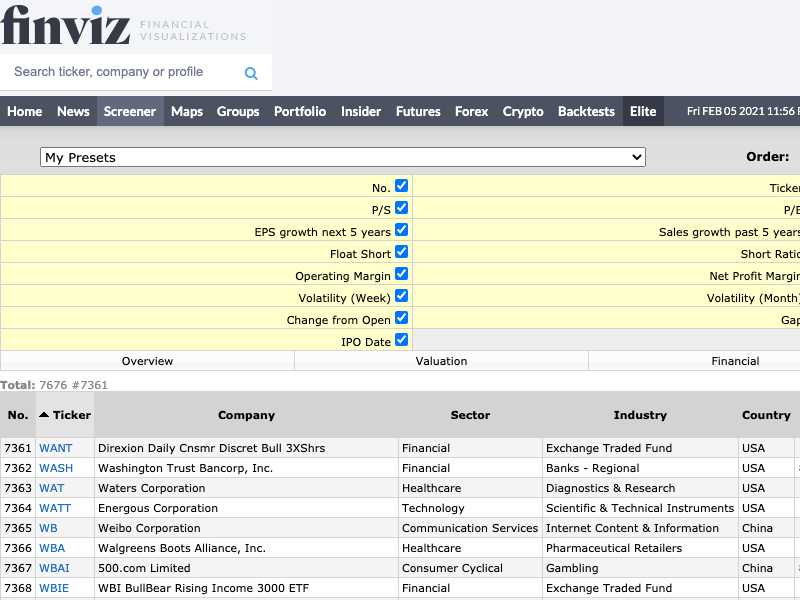 finviz FINANCIAL
VISUALIZATIONS
Search ticker, company or profile
Home News Screener Maps Groups Portfolio Insider Futures Forex Crypto Backtests Elite Fri FEB 05 2021 11:56
My Presets Order:
No. Ticker
P/S
EPS growth next 5 years Sales growth past 5 years
Float Short Short Ratio
Operating Margin Net Profit Margin
Volatility (Week) Volatility (Month)
Change from Open Gap
IPO Date
Overview Valuation Financial
Total: 7676 #7361
No. Ticker Company Sector Industry Country
7361 WANT Direxion Daily Cnsmr Discret Bull 3XShrs Financial Exchange Traded Fund USA
7362 WASH Washington Trust Bancorp, Inc. Financial Banks - Regional USA
7363 WAT Waters Corporation Healthcare Diagnostics & Research USA
7364 WATT Energous Corporation Technology Scientific & Technical Instruments USA
7365 WB Weibo Corporation Communication Services Internet Content & Information China
7366 WBA Walgreens Boots Alliance, Inc. Healthcare Pharmaceutical Retailers USA
7367 WBAI 500.com Limited Consumer Cyclical Gambling China
7368 WBIE WBI BullBear Rising Income 3000 ETF Financial Exchange Traded Fund USA